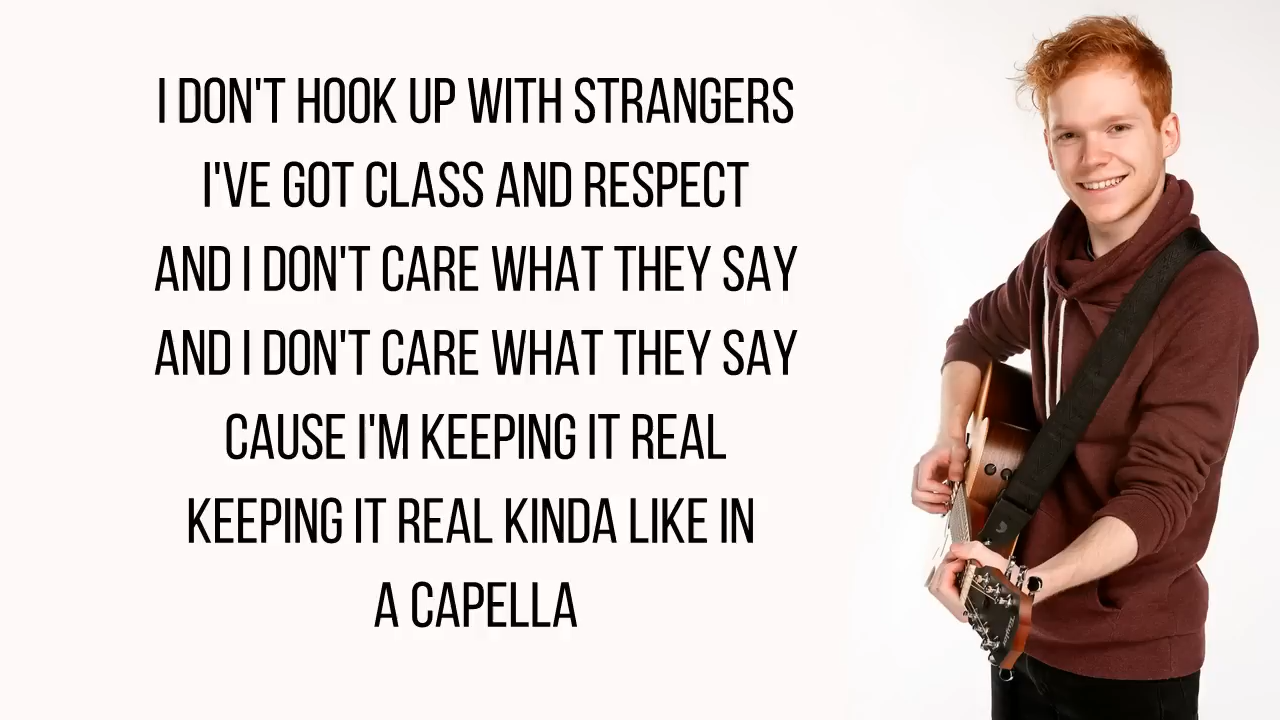 I DON'T HOOK UP WITH STRANGERS
I'VE GOT CLASS AND RESPECT
AND I DON'T CARE WHAT THEY SAY
AND I DON'T CARE WHAT THEY SAY
CAUSE I'M KEEPING IT REAL
KEEPING IT REAL KINDA LIKE IN
A CAPELLA